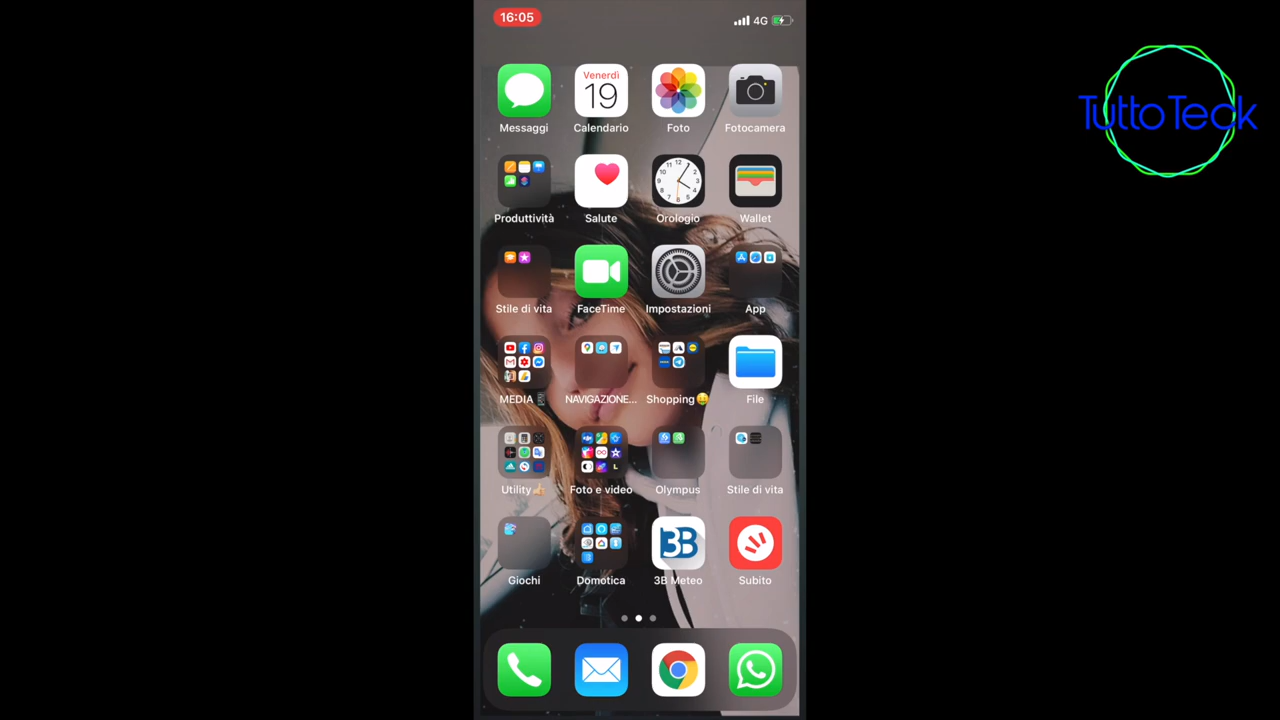 16:05
4G
TuttoTeck
Venerdì
19
Messaggi
Calendario
Foto
Fotocamera
Produttività
Salute
Orologio
Wallet
Stile di vita
FaceTime
Impostazioni
App
MEDIA
NAVIGAZIONE...
Shopping🤑
File
Utility👍🏼
Foto e video
Olympus
Stile di vita
3B
Giochi
Domotica
3B Meteo
Subito